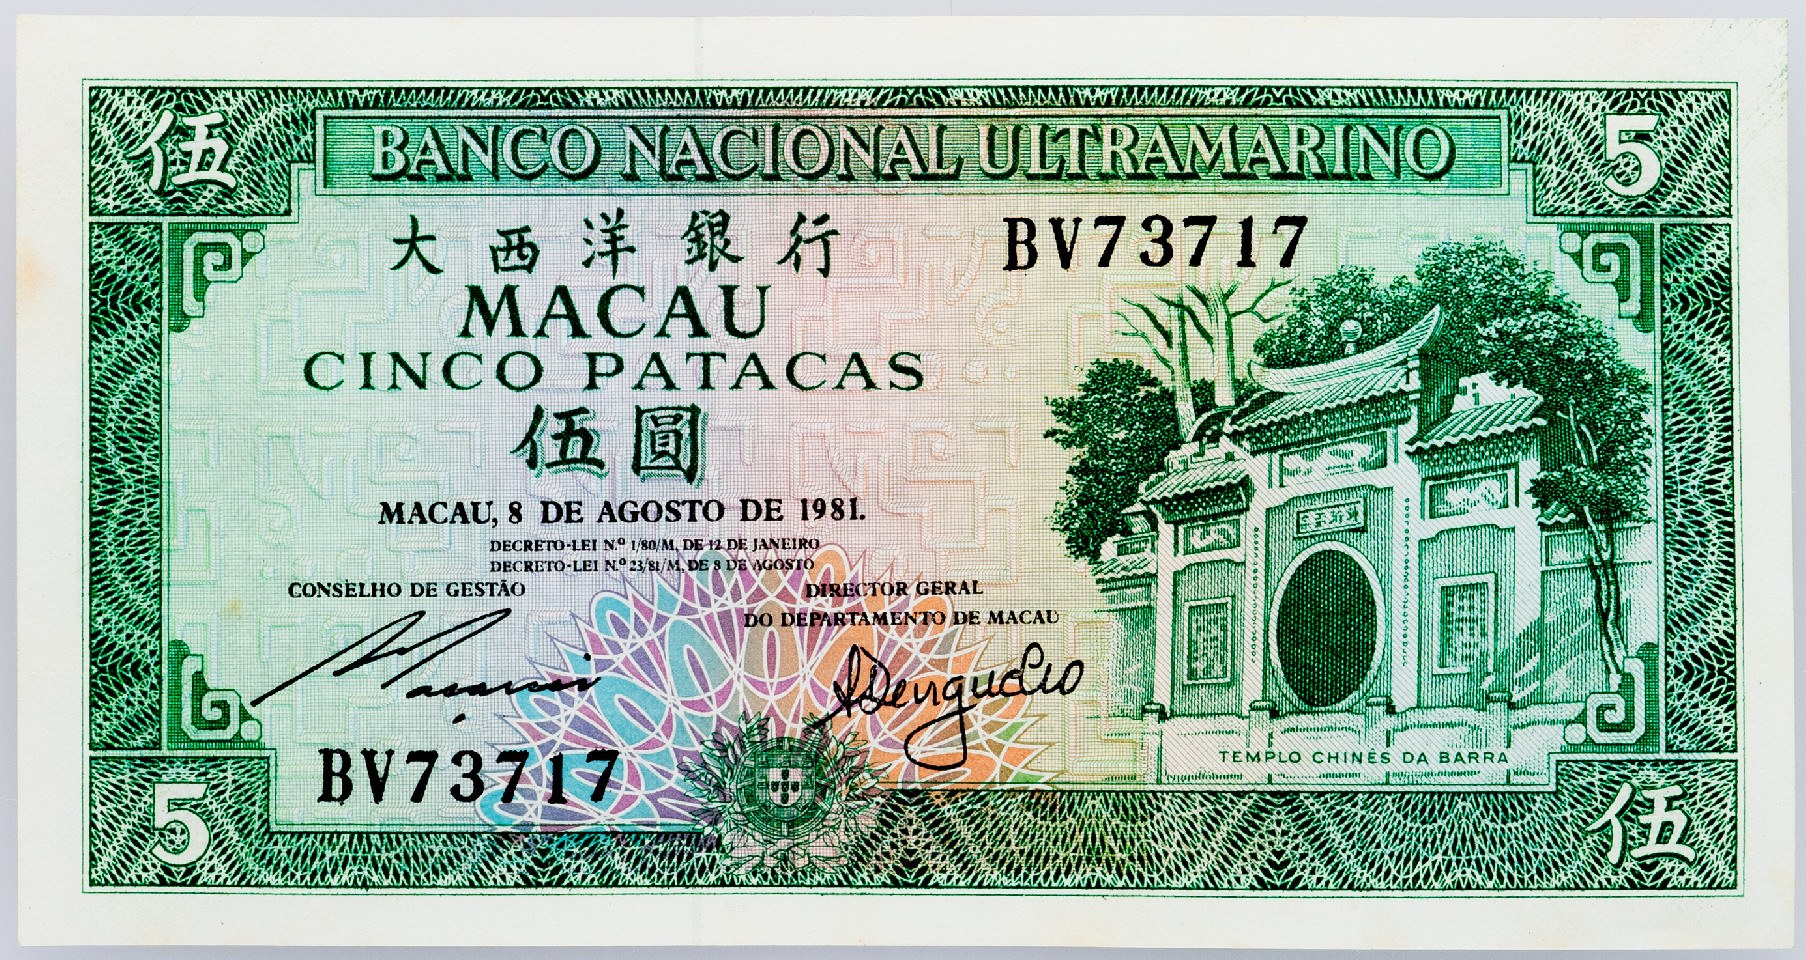 伍
BANCO NACIONAL ULTRAMARINO
5
大西洋銀行
BV73717
MACAU
CINCO PATACAS
伍圓
MACAU, 8 DE AGOSTO DE 1981.
DECRETO-LEI N.º 1/80/M, DE 12 DE JANEIRO
DECRETO-LEI N.º 23/81/M, DE 8 DE AGOSTO
CONSELHO DE GESTÃO
DIRECTOR GERAL
DO DEPARTAMENTO DE MACAU
BV73717
TEMPLO CHINÊS DA BARRA
5
伍